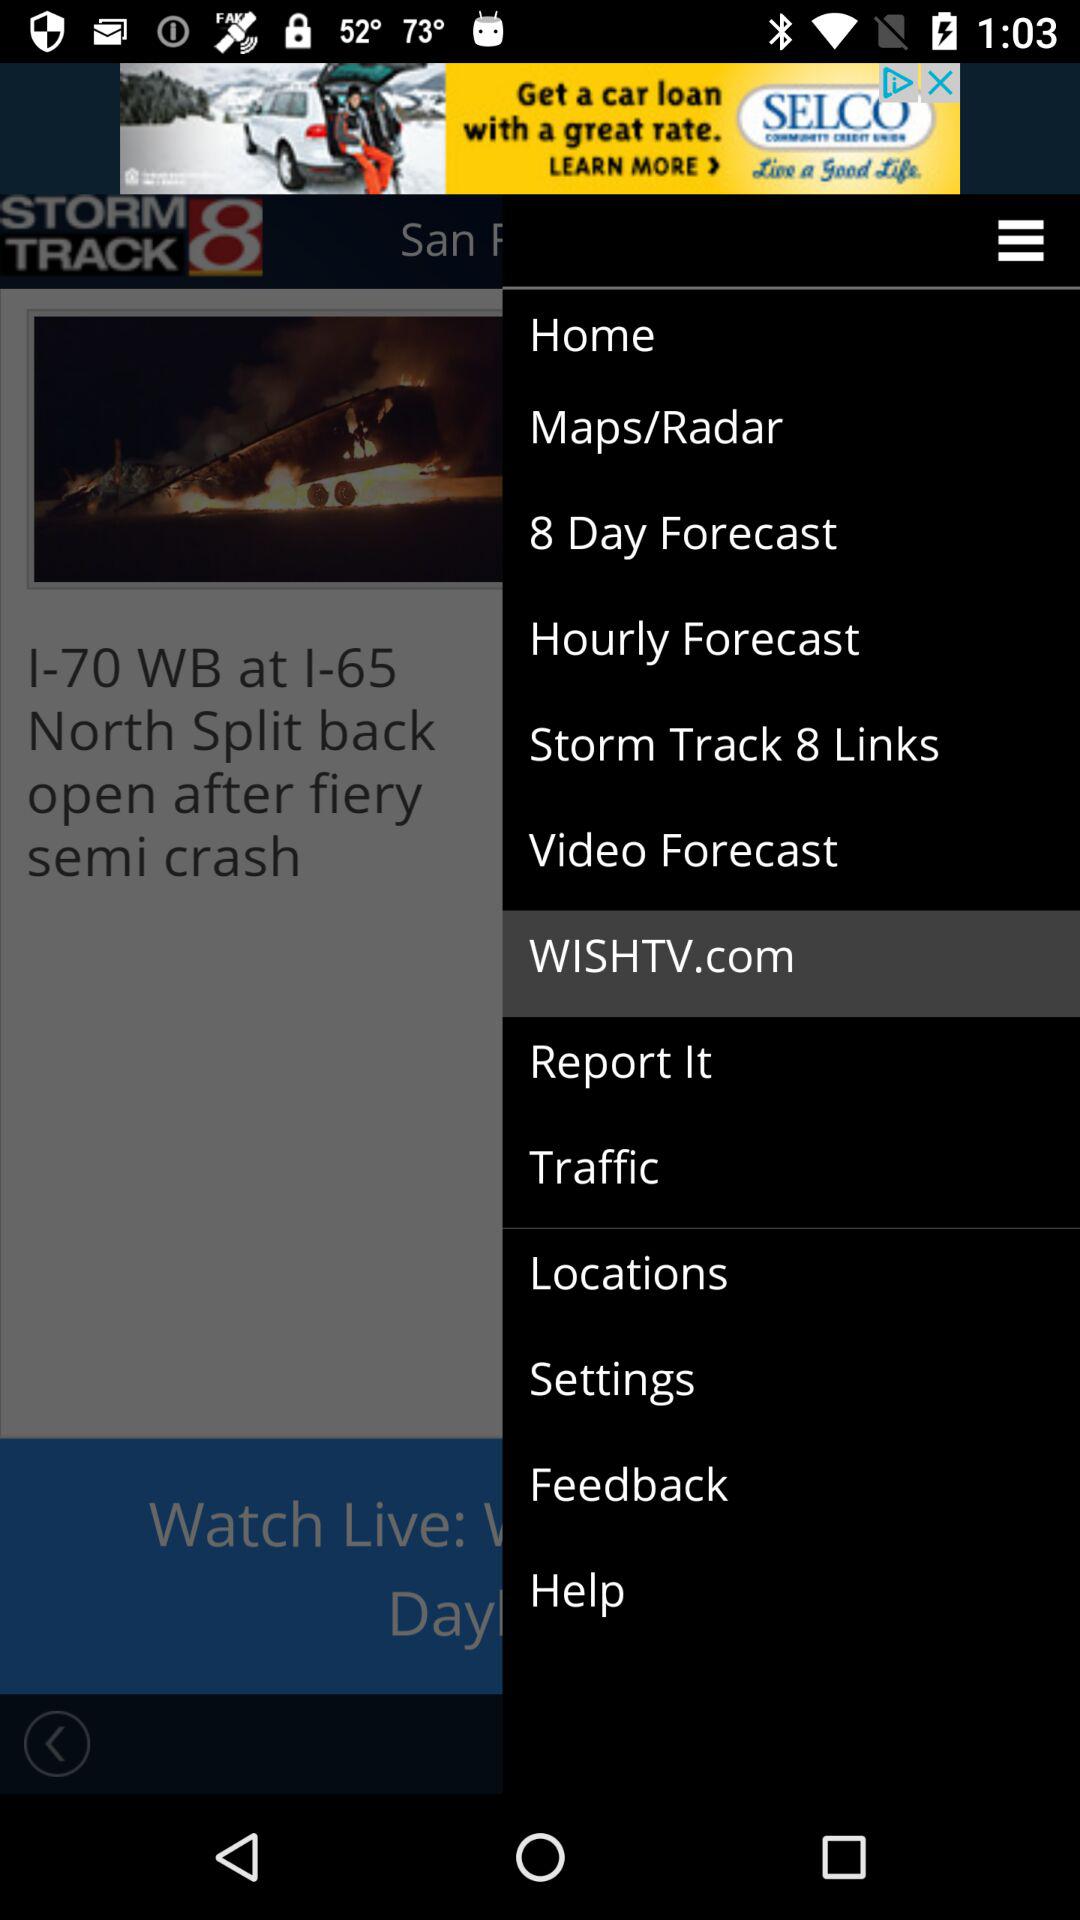 FAKE
52° 73° 1:03
Get a car loan
with a great rate.
LEARN MORE ❯
SELCO
COMMUNITY CREDIT UNION
Live a Good Life.
STORM
TRACK 8
San F
Home
Maps/Radar
8 Day Forecast
Hourly Forecast
Storm Track 8 Links
Video Forecast
WISHTV.com
Report It
Traffic
Locations
Settings
Feedback
Help
I-70 WB at I-65
North Split back
open after fiery
semi crash
Watch Live: W
Dayl